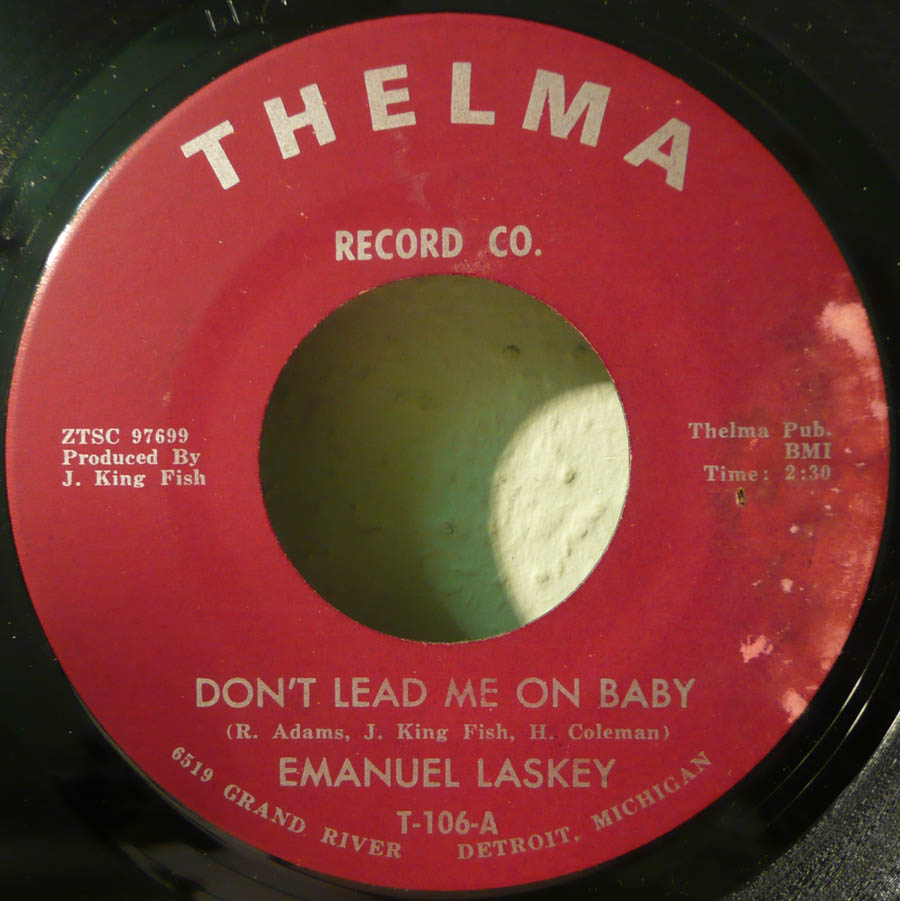 THELMA
RECORD CO.
ZTSC 97699
Produced By
J. King Fish
Thelma Pub.
BMI
Time: 2:30
DON'T LEAD ME ON BABY
(R. Adams, J. King Fish, H. Coleman)
EMANUEL LASKEY
T-106-A
6519 GRAND RIVER DETROIT, MICHIGAN